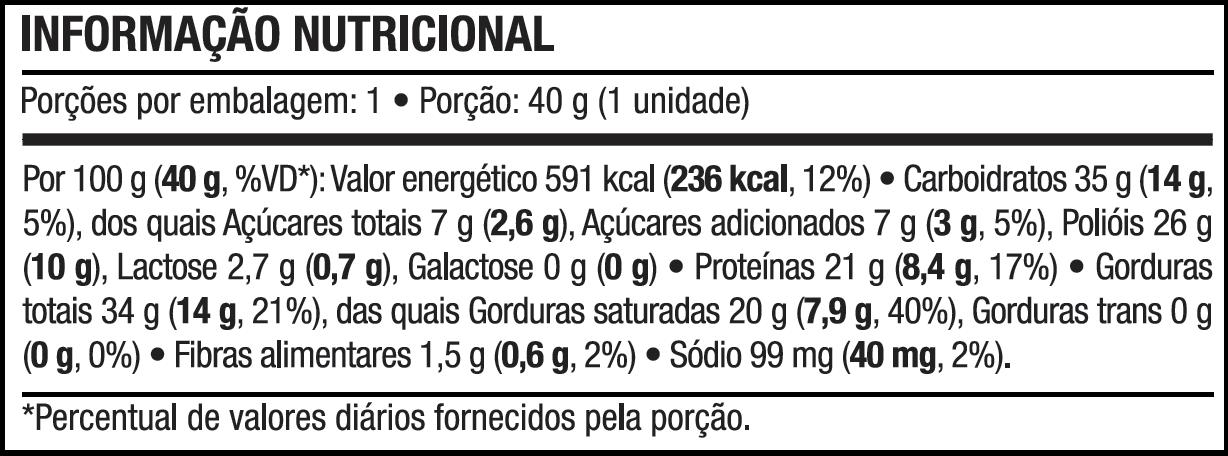 INFORMAÇÃO NUTRICIONAL
Porções por embalagem: 1 • Porção: 40 g (1 unidade)
Por 100 g (40 g, %VD*): Valor energético 591 kcal (236 kcal, 12%) • Carboidratos 35 g (14 g,
5%), dos quais Açúcares totais 7 g (2,6 g), Açúcares adicionados 7 g (3 g, 5%), Polióis 26 g
(10 g), Lactose 2,7 g (0,7 g), Galactose 0 g (0 g) • Proteínas 21 g (8,4 g, 17%) • Gorduras
totais 34 g (14 g, 21%), das quais Gorduras saturadas 20 g (7,9 g, 40%), Gorduras trans 0 g
(0 g, 0%) • Fibras alimentares 1,5 g (0,6 g, 2%) • Sódio 99 mg (40 mg, 2%).
*Percentual de valores diários fornecidos pela porção.